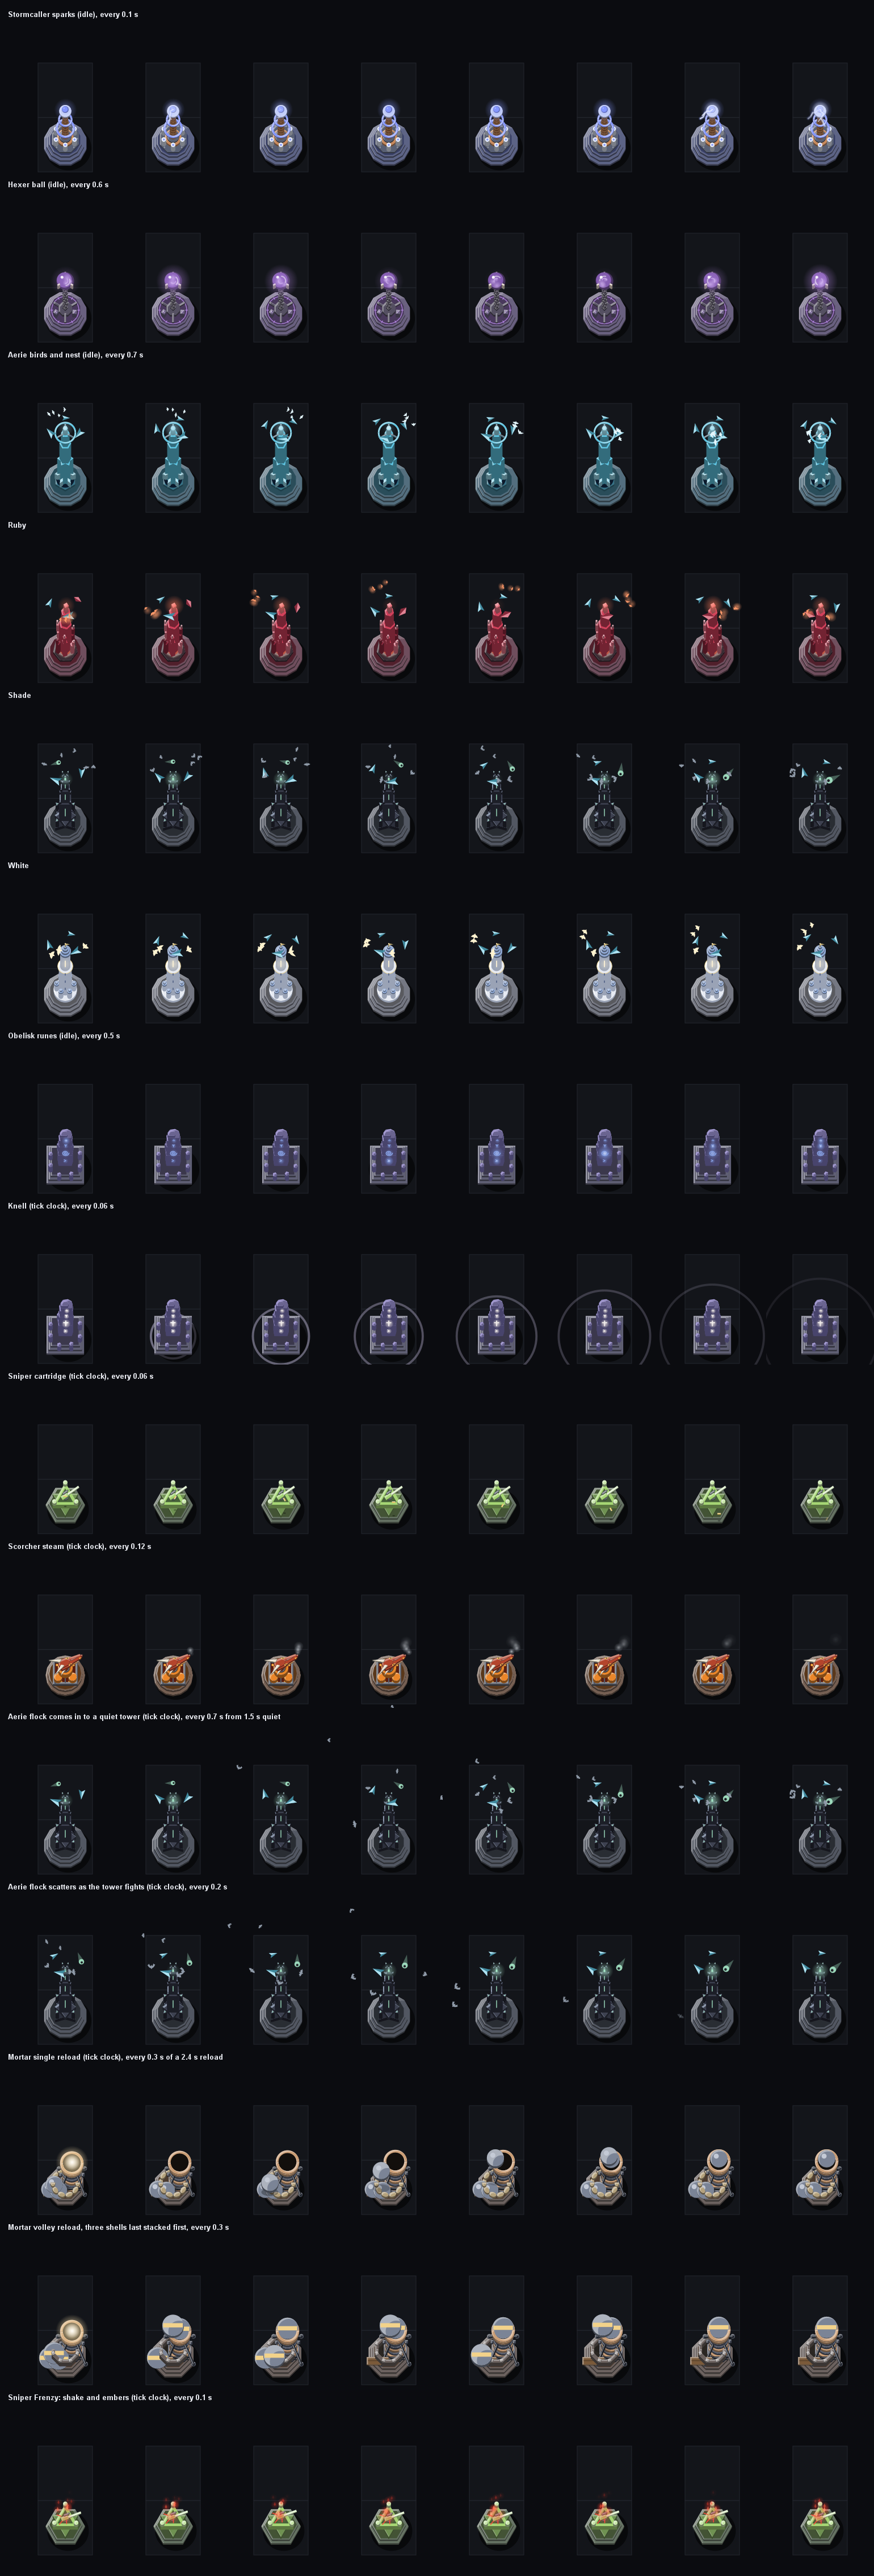 Stormcaller sparks (idle), every 0.1 s
Hexer ball (idle), every 0.6 s
Aerie birds and nest (idle), every 0.7 s
Ruby
Shade
White
Obelisk runes (idle), every 0.5 s
Knell (tick clock), every 0.06 s
Sniper cartridge (tick clock), every 0.06 s
Scorcher steam (tick clock), every 0.12 s
Aerie flock comes in to a quiet tower (tick clock), every 0.7 s from 1.5 s quiet
Aerie flock scatters as the tower fights (tick clock), every 0.2 s
Mortar single reload (tick clock), every 0.3 s of a 2.4 s reload
Mortar volley reload, three shells last stacked first, every 0.3 s
Sniper Frenzy: shake and embers (tick clock), every 0.1 s